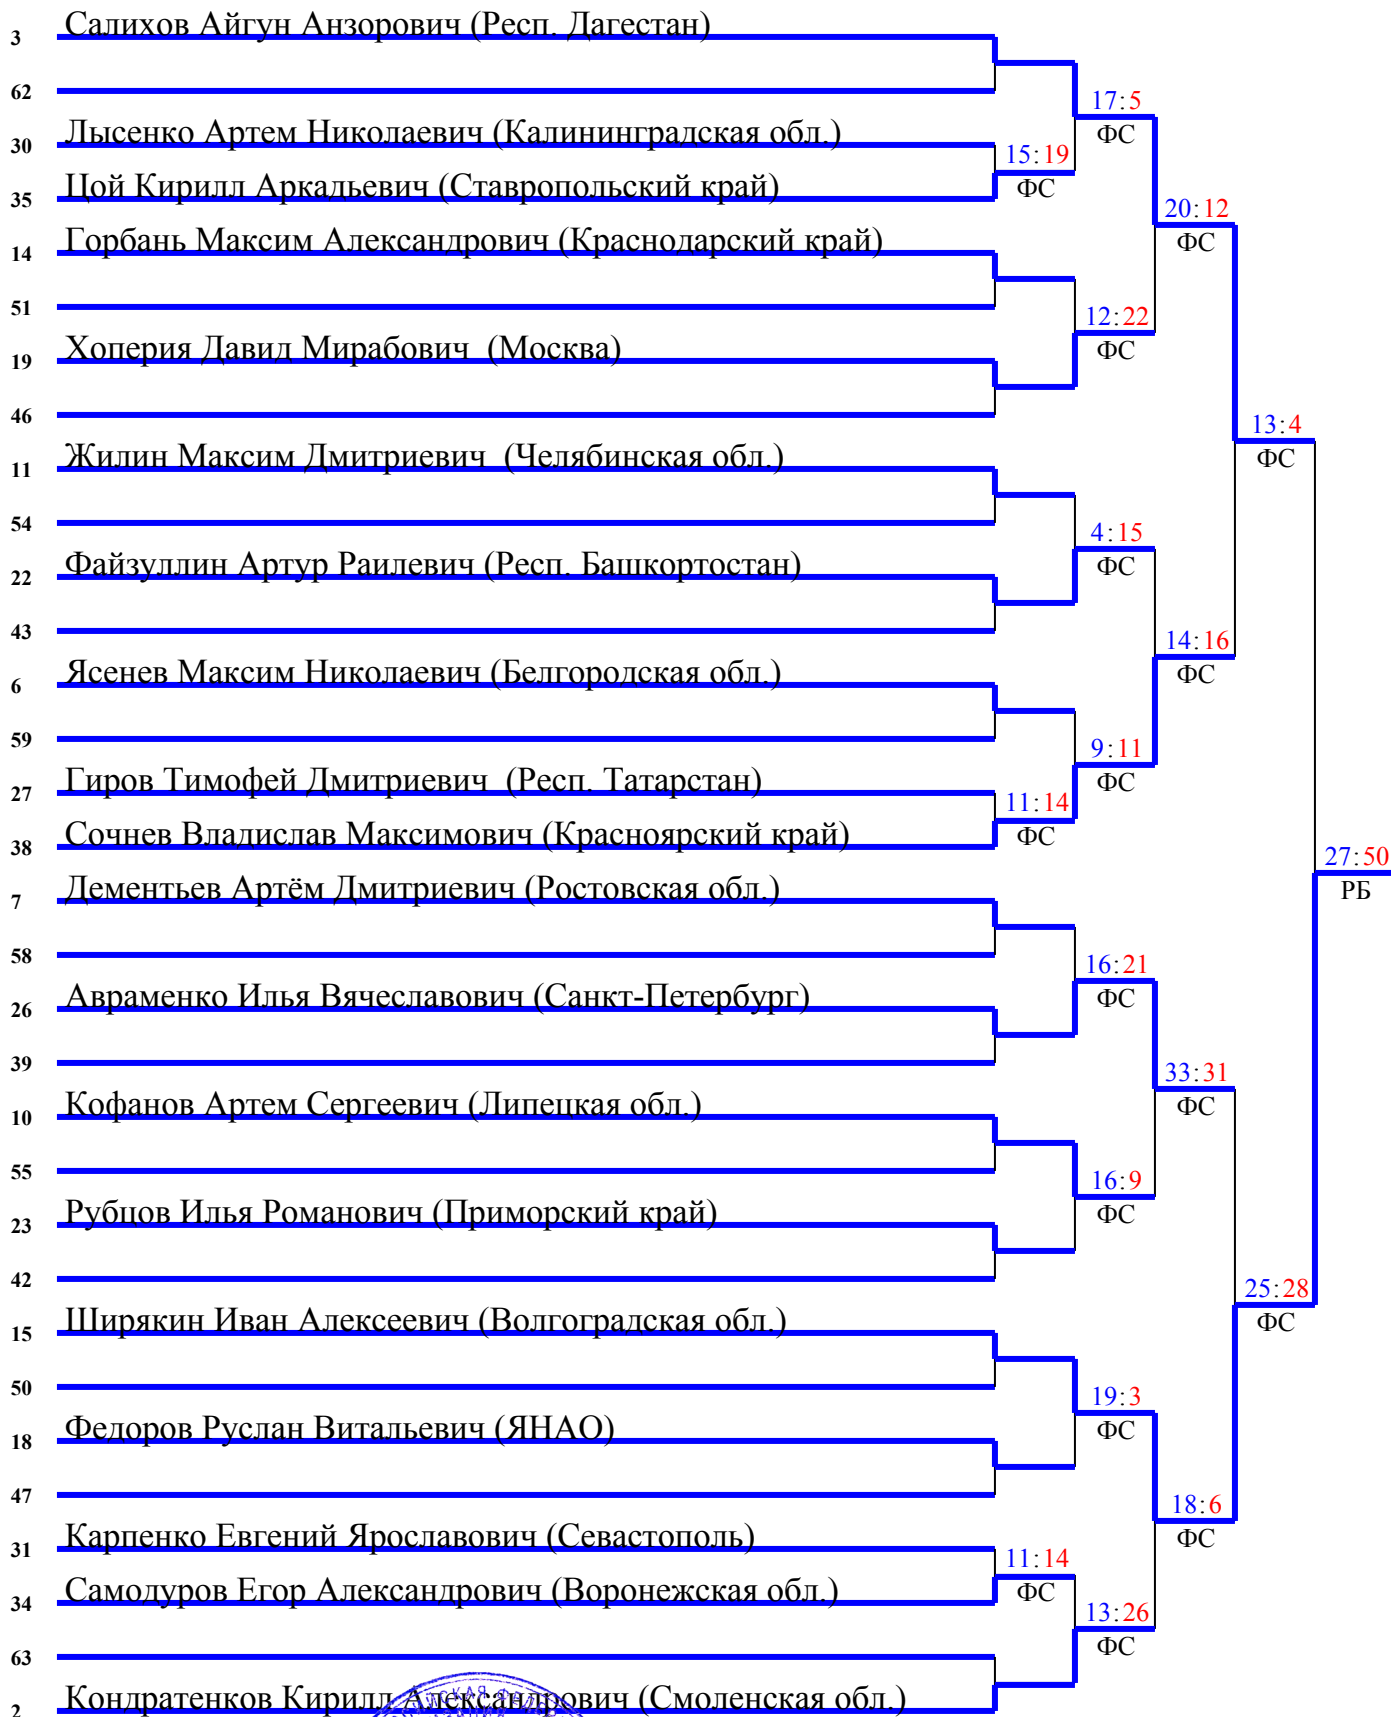 3 Салихов Айгун Анзорович (Респ. Дагестан)
62
17:5
ФС
30 Лысенко Артем Николаевич (Калининградская обл.)
15:19
ФС
35 Цой Кирилл Аркадьевич (Ставропольский край)
20:12
ФС
14 Горбань Максим Александрович (Краснодарский край)
51
12:22
ФС
19 Хоперия Давид Мирабович (Москва)
46
13:4
ФС
11 Жилин Максим Дмитриевич (Челябинская обл.)
54
4:15
ФС
22 Файзуллин Артур Раилевич (Респ. Башкортостан)
43
14:16
ФС
6 Ясенев Максим Николаевич (Белгородская обл.)
59
9:11
ФС
27 Гиров Тимофей Дмитриевич (Респ. Татарстан)
11:14
ФС
38 Сочнев Владислав Максимович (Красноярский край)
27:50
РБ
7 Дементьев Артём Дмитриевич (Ростовская обл.)
58
16:21
ФС
26 Авраменко Илья Вячеславович (Санкт-Петербург)
39
33:31
ФС
10 Кофанов Артем Сергеевич (Липецкая обл.)
55
16:9
ФС
23 Рубцов Илья Романович (Приморский край)
42
25:28
ФС
15 Ширякин Иван Алексеевич (Волгоградская обл.)
50
19:3
ФС
18 Федоров Руслан Витальевич (ЯНАО)
47
18:6
ФС
31 Карпенко Евгений Ярославович (Севастополь)
11:14
ФС
34 Самодуров Егор Александрович (Воронежская обл.)
13:26
ФС
63
2 Кондратенков Кирилл Александрович (Смоленская обл.)